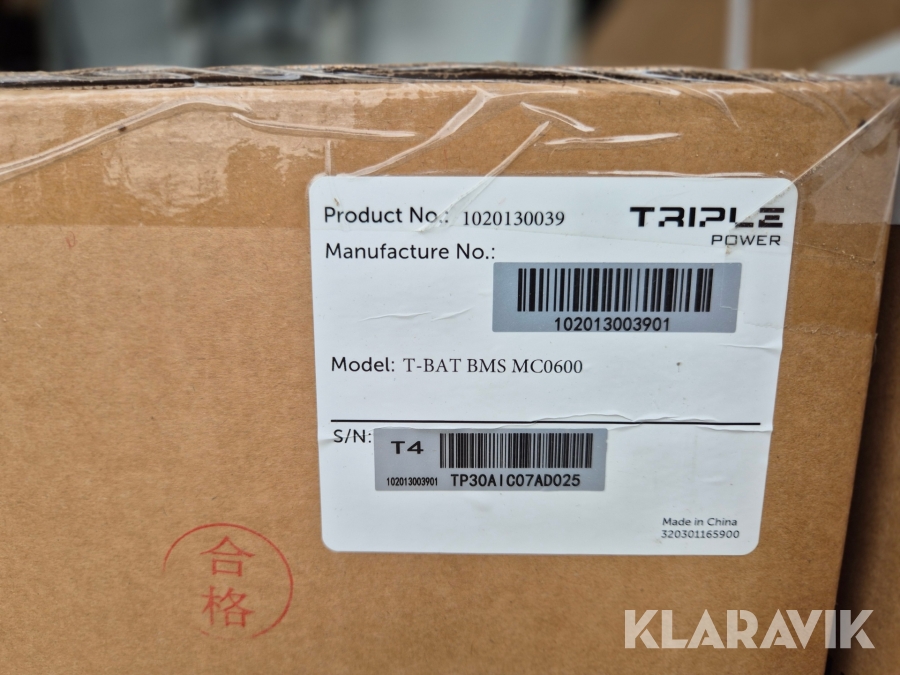 Product No.: 1020130039
TRIPLE
POWER
Manufacture No.:
102013003901
Model: T-BAT BMS MC0600
S/N:
T4
102013003901 TP30AIC07AD025
Made in China
320301165900
合
格
KLARAVIK